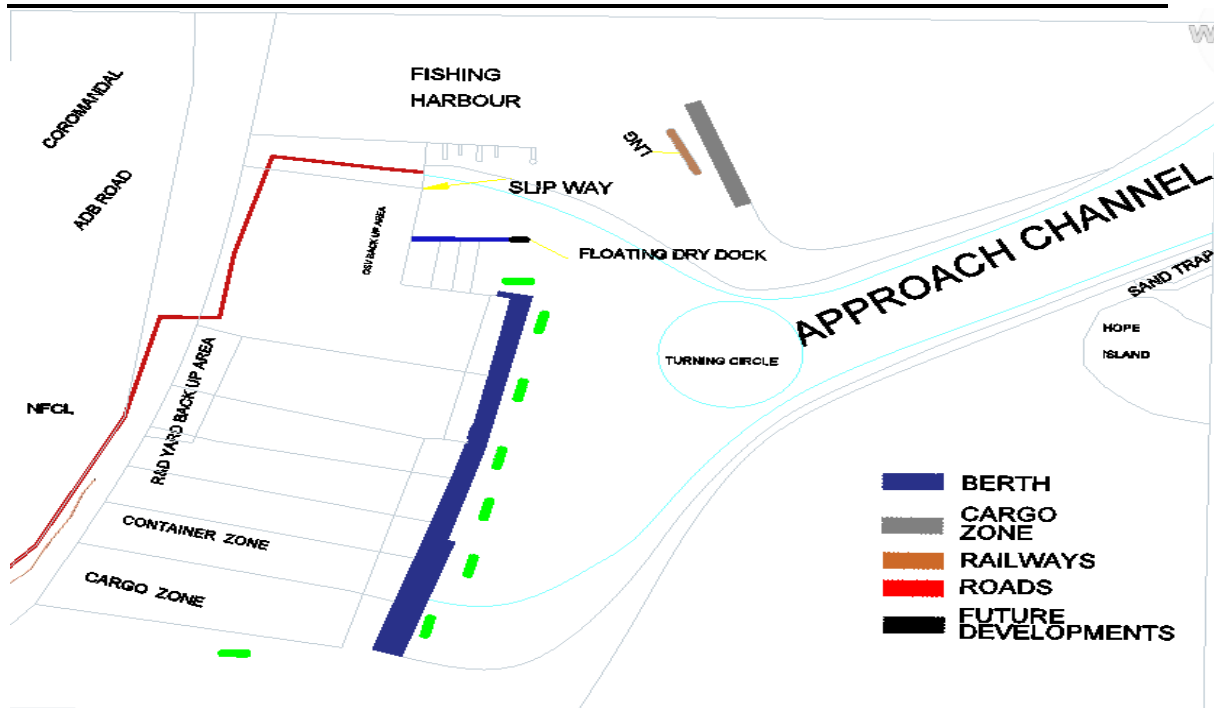 W
COROMANDAL
FISHING
HARBOUR
LNG
ADB ROAD
SLIP WAY
OSV BACK UP AREA
FLOATING DRY DOCK
APPROACH CHANNEL
SAND TRAP
HOPE
ISLAND
TURNING CIRCLE
NFCL
R&D YARD BACK UP AREA
CONTAINER ZONE
CARGO ZONE
BERTH
CARGO
ZONE
RAILWAYS
ROADS
FUTURE
DEVELOPMENTS